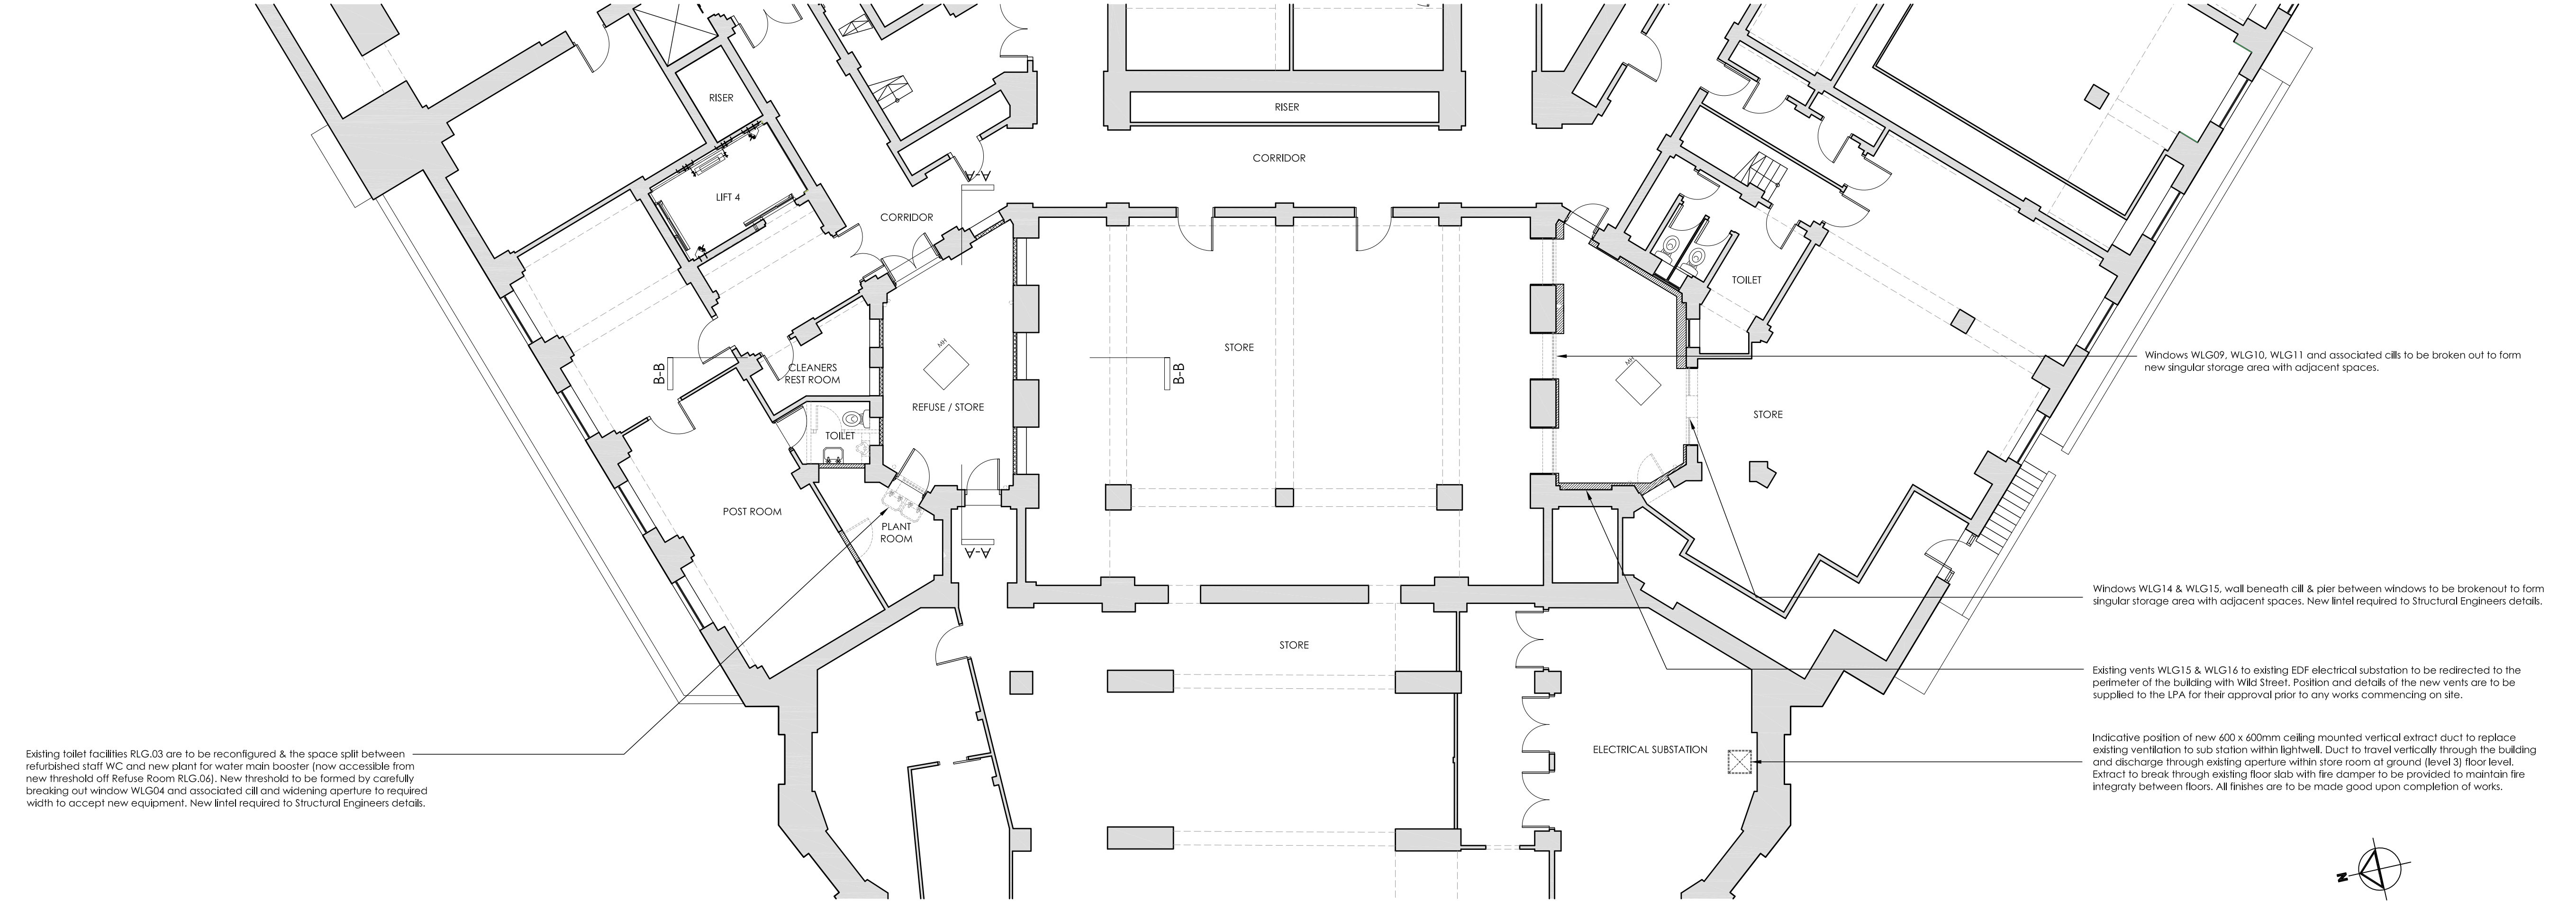 RISER
RISER
CORRIDOR
LIFT 4
A-A
CORRIDOR
TOILET
MH
STORE
MH
B-B
CLEANERS
REST ROOM
B-B
REFUSE / STORE
STORE
TOILET
POST ROOM
PLANT
ROOM
A-A
STORE
ELECTRICAL SUBSTATION
Windows WLG09, WLG10, WLG11 and associated cills to be broken out to form
new singular storage area with adjacent spaces.
Windows WLG14 & WLG15, wall beneath cill & pier between windows to be brokenout to form
singular storage area with adjacent spaces. New lintel required to Structural Engineers details.
Existing vents WLG15 & WLG16 to existing EDF electrical substation to be redirected to the
perimeter of the building with Wild Street. Position and details of the new vents are to be
supplied to the LPA for their approval prior to any works commencing on site.
Indicative position of new 600 x 600mm ceiling mounted vertical extract duct to replace
existing ventilation to sub station within lightwell. Duct to travel vertically through the building
and discharge through existing aperture within store room at ground (level 3) floor level.
Extract to break through existing floor slab with fire damper to be provided to maintain fire
integraty between floors. All finishes are to be made good upon completion of works.
Existing toilet facilities RLG.03 are to be reconfigured & the space split between
refurbished staff WC and new plant for water main booster (now accessible from
new threshold off Refuse Room RLG.06). New threshold to be formed by carefully
breaking out window WLG04 and associated cill and widening aperture to required
width to accept new equipment. New lintel required to Structural Engineers details.
N